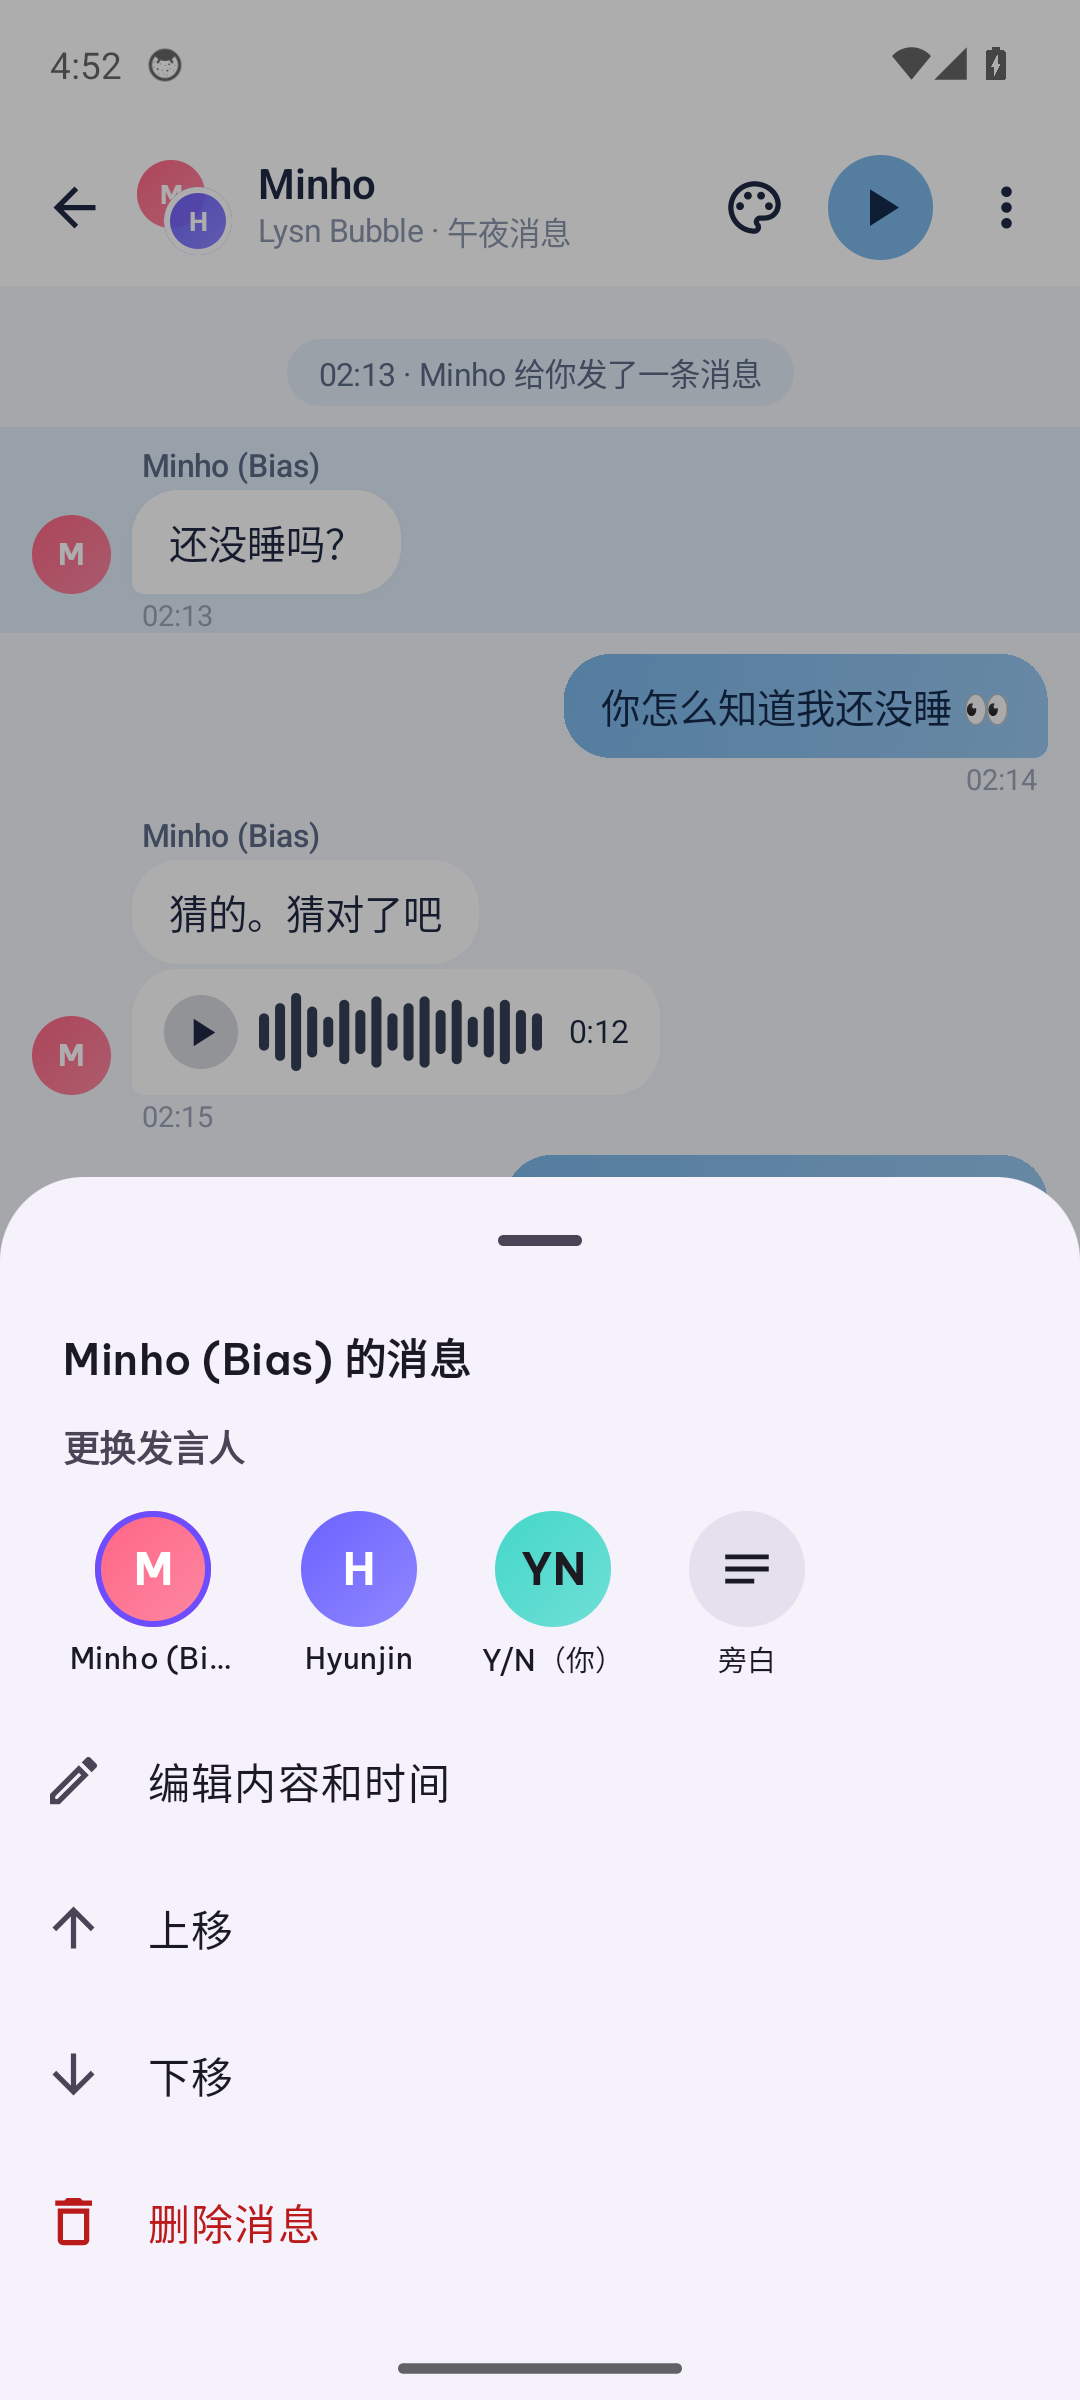 4:52
M
H
Minho
Lysn Bubble · 午夜消息
02:13 · Minho 给你发了一条消息
Minho (Bias)
M
还没睡吗？
02:13
你怎么知道我还没睡 👀
02:14
Minho (Bias)
猜的。猜对了吧
M
0:12
02:15
Minho (Bias) 的消息
更换发言人
M
H
YN
Minho (Bi...
Hyunjin
Y/N（你）
旁白
编辑内容和时间
上移
下移
删除消息